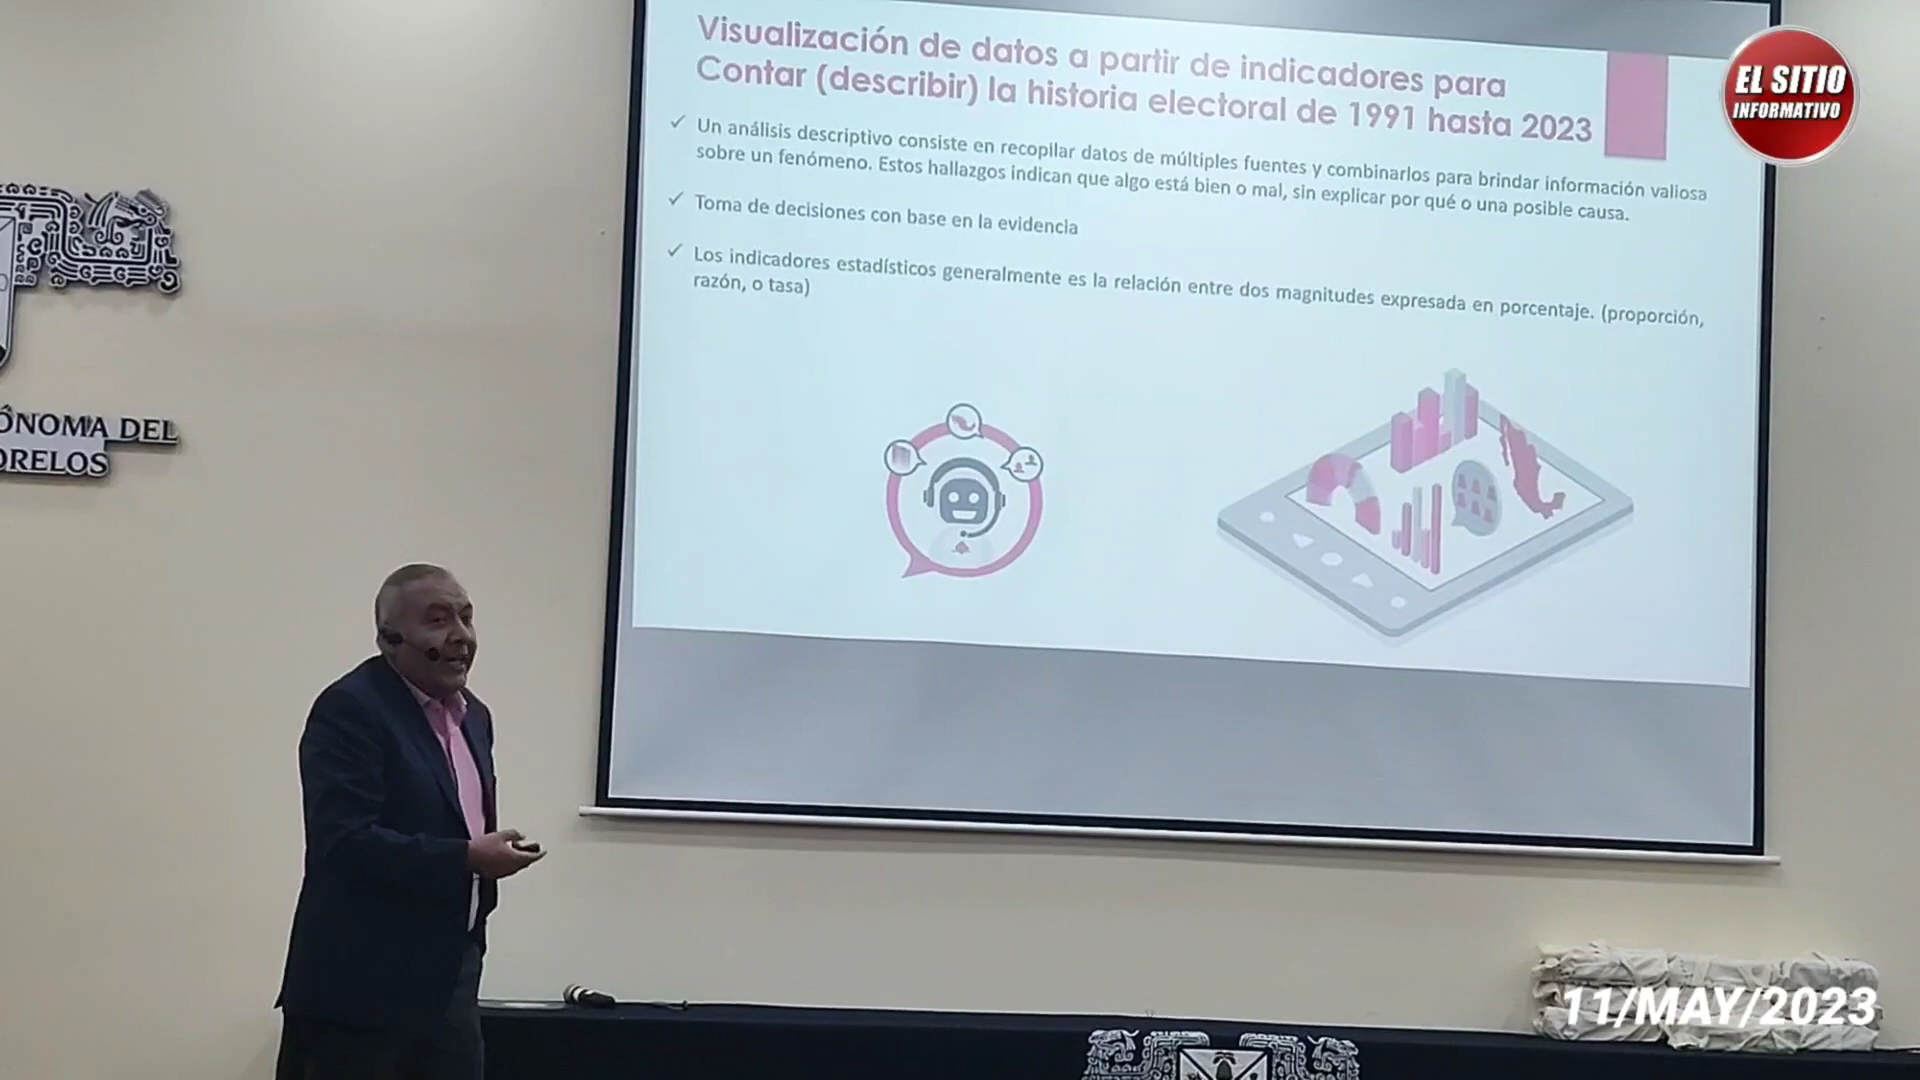 Visualización de datos a partir de indicadores para
Contar (describir) la historia electoral de 1991 hasta 2023
✓ Un análisis descriptivo consiste en recopilar datos de múltiples fuentes y combinarlos para brindar información valiosa
sobre un fenómeno. Estos hallazgos indican que algo está bien o mal, sin explicar por qué o una posible causa.
✓ Toma de decisiones con base en la evidencia
✓ Los indicadores estadísticos generalmente es la relación entre dos magnitudes expresada en porcentaje. (proporción,
razón, o tasa)
EL SITIO
INFORMATIVO
ÓNOMA DEL
ORELOS
11/MAY/2023